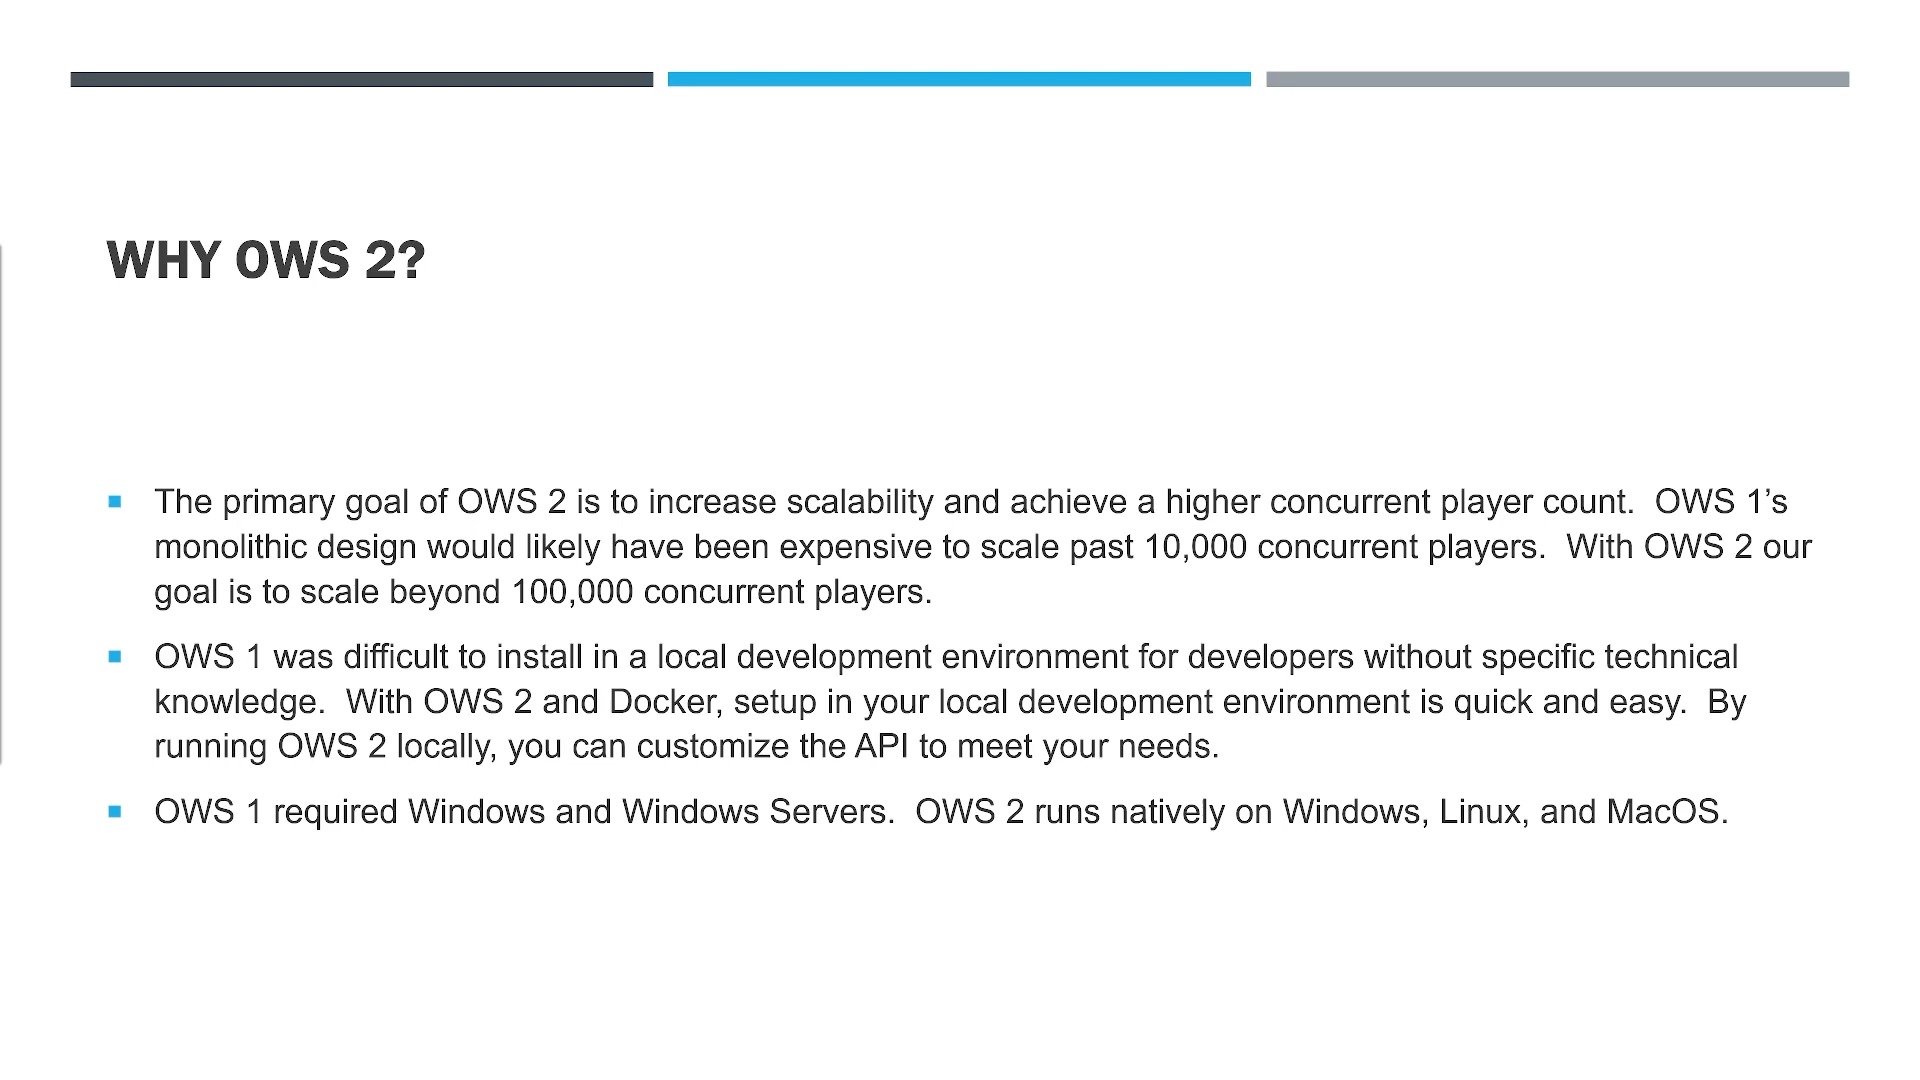 WHY OWS 2?
The primary goal of OWS 2 is to increase scalability and achieve a higher concurrent player count.  OWS 1’s
monolithic design would likely have been expensive to scale past 10,000 concurrent players.  With OWS 2 our
goal is to scale beyond 100,000 concurrent players.
OWS 1 was difficult to install in a local development environment for developers without specific technical
knowledge.  With OWS 2 and Docker, setup in your local development environment is quick and easy.  By
running OWS 2 locally, you can customize the API to meet your needs.
OWS 1 required Windows and Windows Servers.  OWS 2 runs natively on Windows, Linux, and MacOS.